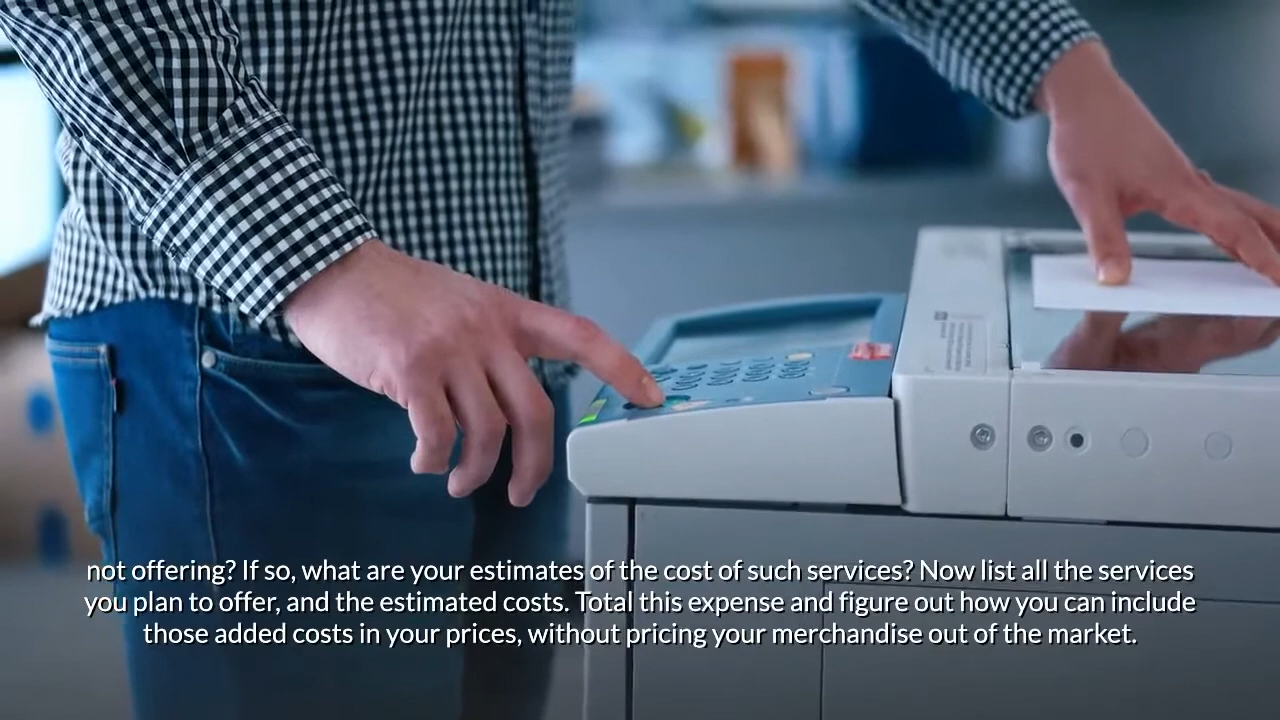 not offering? If so, what are your estimates of the cost of such services? Now list all the services
you plan to offer, and the estimated costs. Total this expense and figure out how you can include
those added costs in your prices, without pricing your merchandise out of the market.